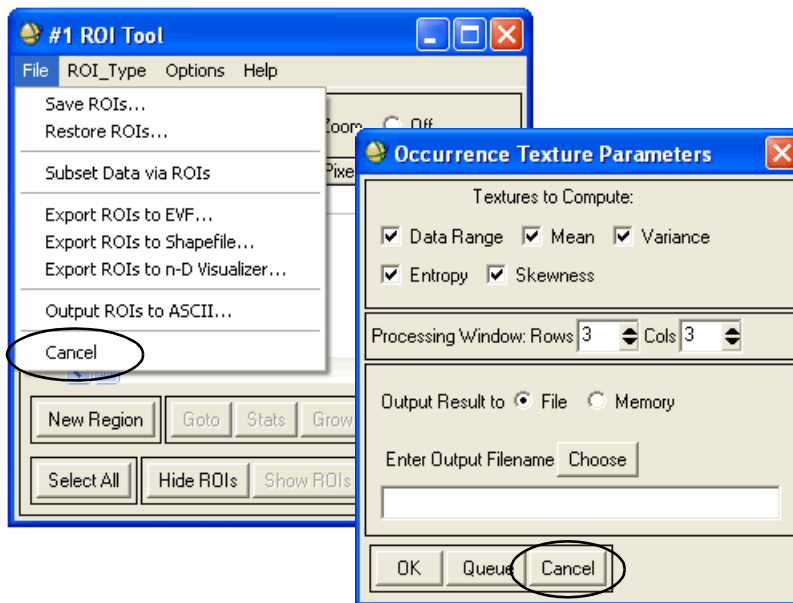 #1 ROI Tool
File ROI_Type Options Help
Save ROIs...
Restore ROIs...
Subset Data via ROIs
Export ROIs to EVF...
Export ROIs to Shapefile...
Export ROIs to n-D Visualizer...
Output ROIs to ASCII...
Cancel
Zoom Off
New Region Goto Stats Grow
Select All Hide ROIs Show ROIs
Occurrence Texture Parameters
Textures to Compute:
Data Range Mean Variance
Entropy Skewness
Processing Window: Rows 3 Cols 3
Output Result to File Memory
Enter Output Filename Choose
OK Queue Cancel